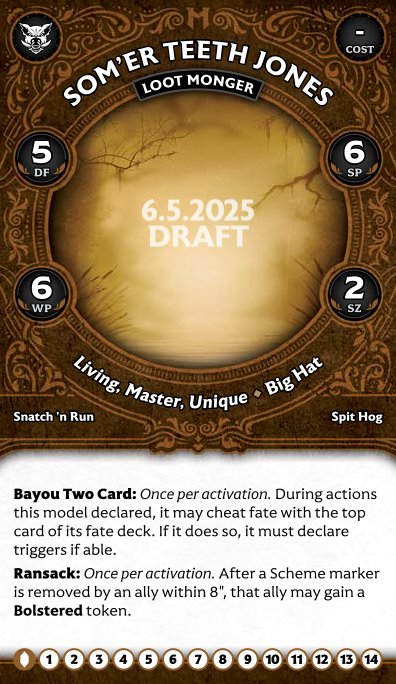 -
COST
SOM'ER TEETH JONES
LOOT MONGER
5
DF
6
SP
6.5.2025
DRAFT
6
WP
2
SZ
Living, Master, Unique ♦ Big Hat
Snatch 'n Run
Spit Hog
Bayou Two Card: Once per activation. During actions
this model declared, it may cheat fate with the top
card of its fate deck. If it does so, it must declare
triggers if able.
Ransack: Once per activation. After a Scheme marker
is removed by an ally within 8", that ally may gain a
Bolstered token.
1 2 3 4 5 6 7 8 9 10 11 12 13 14